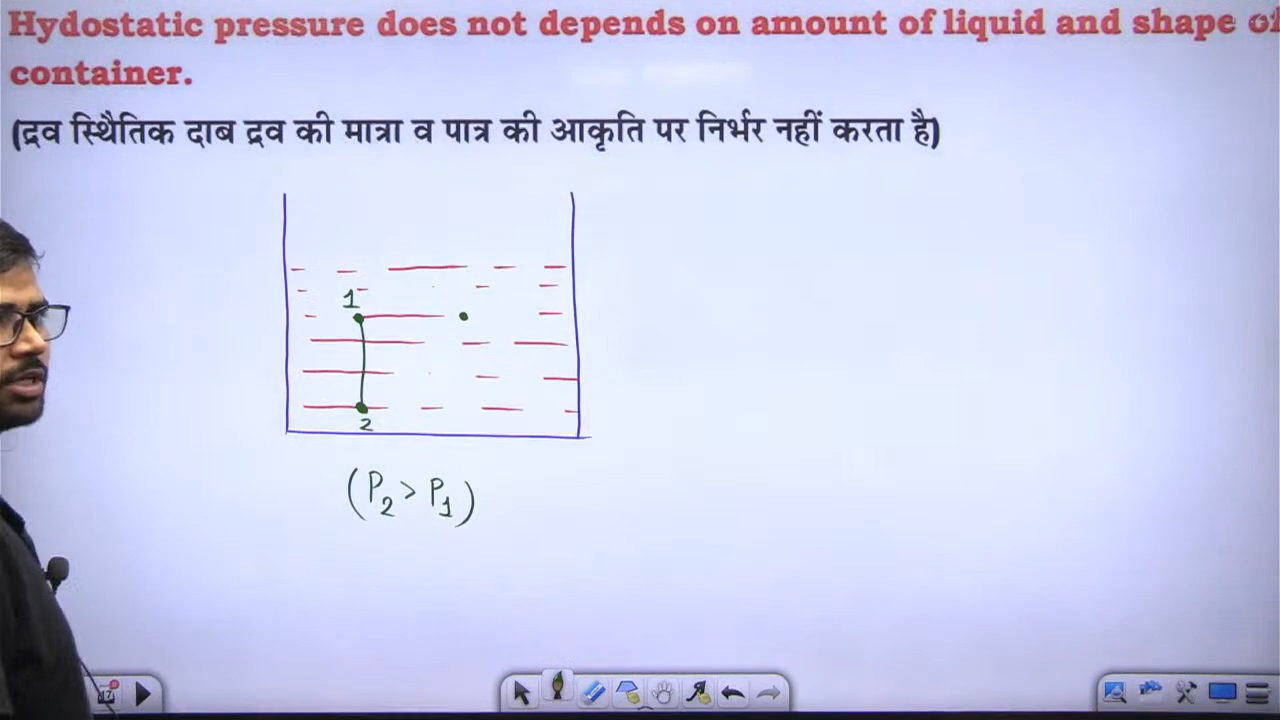 Hydostatic pressure does not depends on amount of liquid and shape of
container.
(द्रव स्थैितिक दाब द्रव की मात्रा व पात्र की आकृति पर निर्भर नहीं करता है)
1
2
(P₂ > P₁)
17